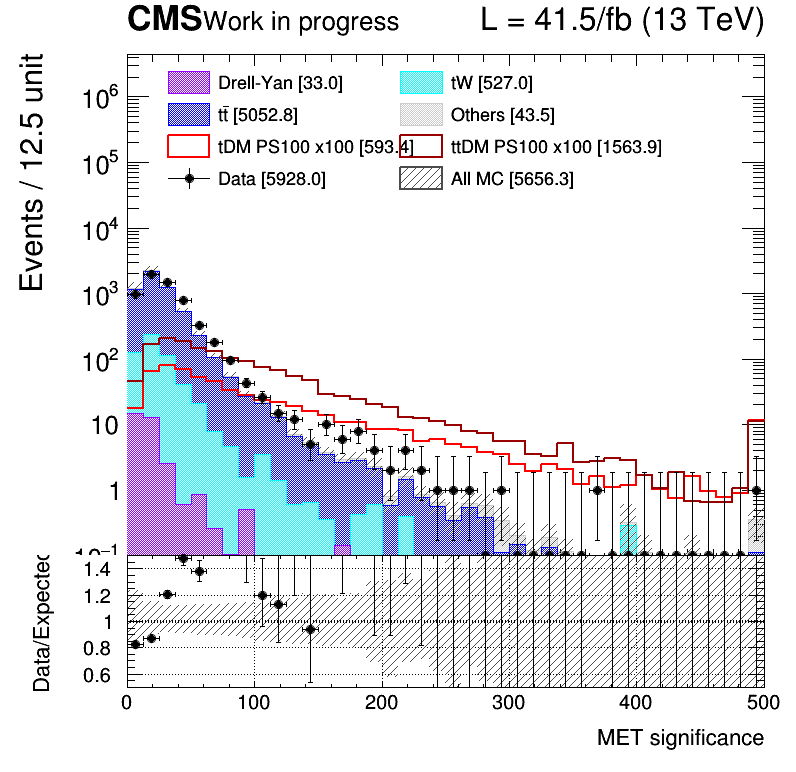 CMS Work in progress L = 41.5/fb (13 TeV)
Events / 12.5 unit
Drell-Yan [33.0] tW [527.0]
tt̄ [5052.8] Others [43.5]
tDM PS100 x100 [593.4] ttDM PS100 x100 [1563.9]
Data [5928.0] All MC [5656.3]
10⁶
10⁵
10⁴
10³
10²
10
1
10⁻¹
Data/Expected
1.4
1.2
1
0.8
0.6
0 100 200 300 400 500
MET significance